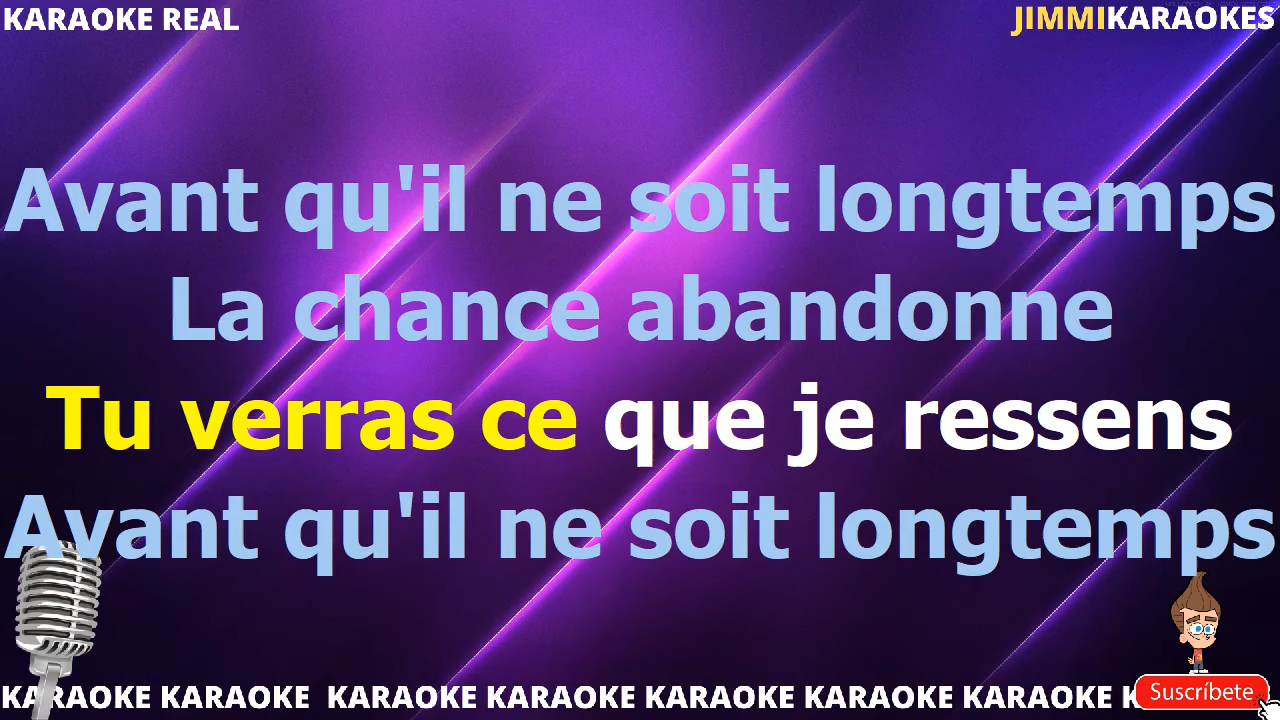 KARAOKE REAL
JIMMIKARAOKES
Avant qu'il ne soit longtemps
La chance abandonne
Tu verras ce que je ressens
Avant qu'il ne soit longtemps
KARAOKE KARAOKE KARAOKE KARAOKE KARAOKE KARAOKE KARAOKE
Suscríbete